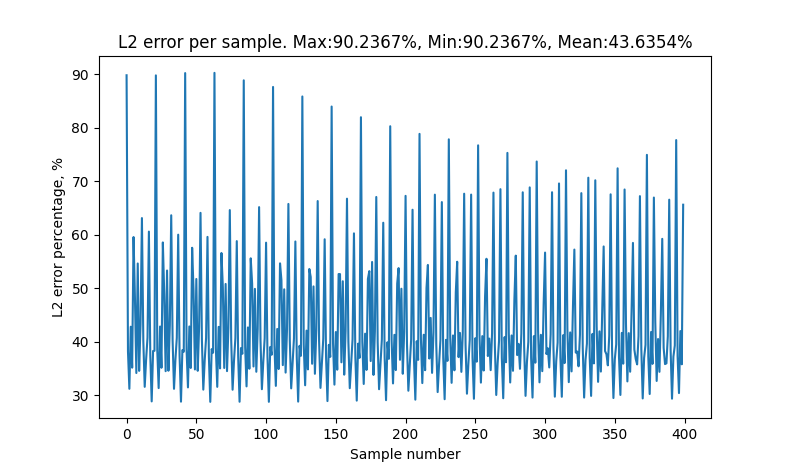 L2 error per sample. Max:90.2367%, Min:90.2367%, Mean:43.6354%
L2 error percentage, %
90
80
70
60
50
40
30
0 50 100 150 200 250 300 350 400
Sample number